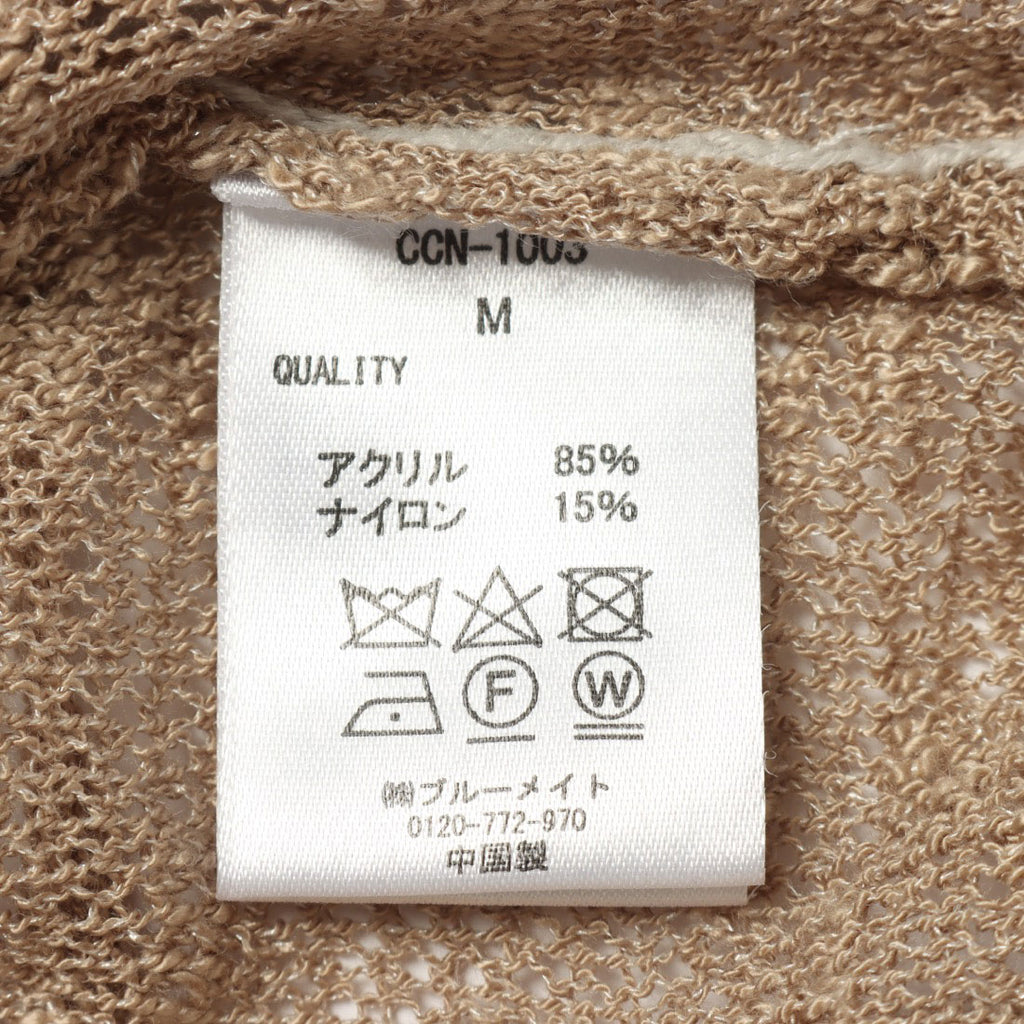 CCN-1003
M
QUALITY
アクリル 85%
ナイロン 15%
F W
㈱ブルーメイト
0120-772-970
中国製